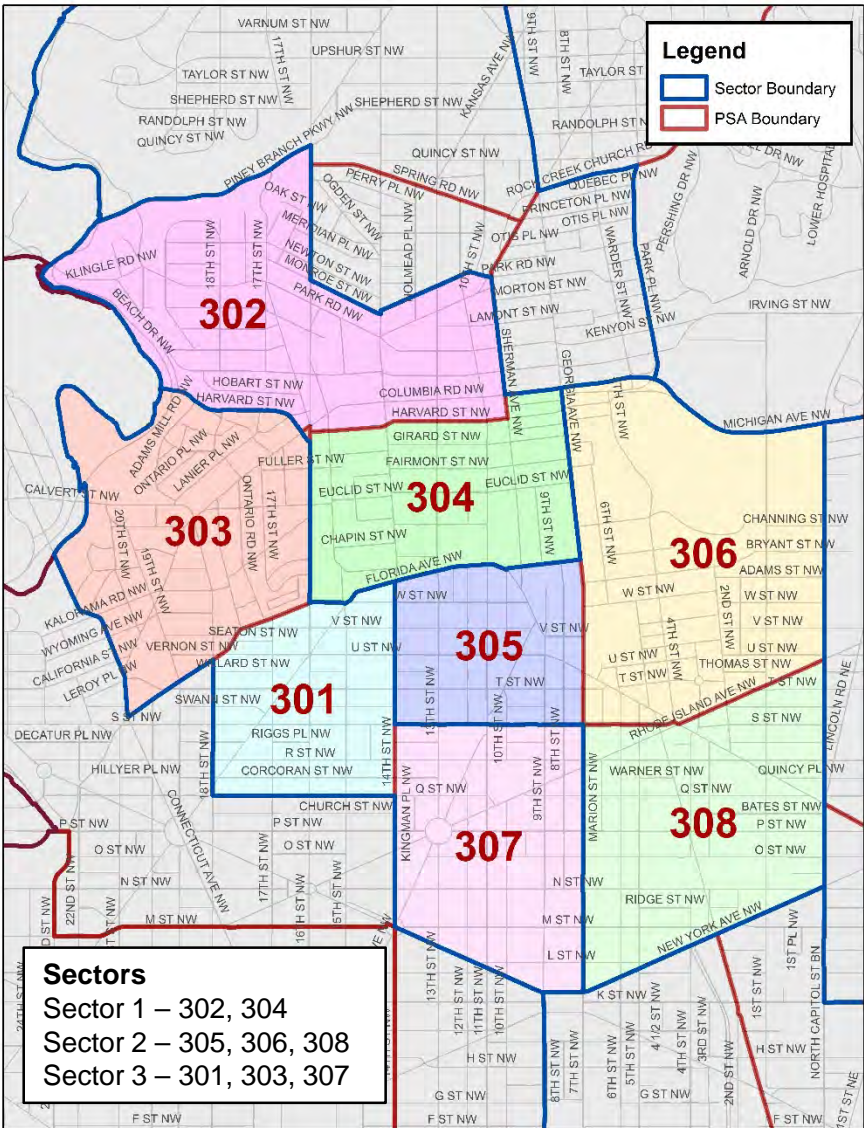 VARNUM ST NW
17TH ST NW
UPSHUR ST NW
TAYLOR ST NW
SHEPHERD ST NW
SHEPHERD ST NW
RANDOLPH ST NW
QUINCY ST NW
PINEY BRANCH PKWY NW
KANSAS AVE NW
9TH ST NW
8TH ST NW
TAYLOR ST
RANDOLPH ST N
Legend
Sector Boundary
PSA Boundary
QUINCY ST NW
SPRING RD NW
PERRY PL NW
OGDEN ST NW
OAK ST NW
MERIDIAN PL NW
NEWTON ST NW
MONROE ST NW
PARK RD NW
10TH ST NW
ROCK CREEK CHURCH RD
QUEBEC PL NW
PRINCETON PL NW
OTIS PL NW
OTIS PL NW
PARK RD NW
MORTON ST NW
LAMONT ST NW
WARDER ST NW
PARK PL NW
KENYON ST NW
PERSHING DR NW
ARNOLD DR NW
LOWER HOSPITAL
IRVING ST NW
KLINGLE RD NW
18TH ST NW
17TH ST NW
302
BEACH DR NW
HOBART ST NW
HARVARD ST NW
COLUMBIA RD NW
HARVARD ST NW
SHERMAN AVE NW
GEORGIA AVE NW
MICHIGAN AVE NW
ADAMS MILL RD NW
ONTARIO PL NW
LANIER PL NW
FULLER ST NW
GIRARD ST NW
FAIRMONT ST NW
EUCLID ST NW
EUCLID ST NW
304
CALVERT ST NW
303
ONTARIO RD NW
17TH ST NW
20TH ST NW
19TH ST NW
CHAPIN ST NW
FLORIDA AVE NW
9TH ST NW
6TH ST NW
306
CHANNING ST NW
BRYANT ST NW
ADAMS ST NW
KALORAMA RD NW
WYOMING AVE NW
CALIFORNIA ST NW
LEROY PL NW
SEATON ST NW
VERNON ST NW
WILLARD ST NW
SWANN ST NW
S ST NW
V ST NW
U ST NW
W ST NW
V ST NW
305
T ST NW
W ST NW
2ND ST NW
4TH ST NW
W ST NW
V ST NW
U ST NW
U ST NW
T ST NW
THOMAS ST NW
T ST NW
RHODE ISLAND AVE NW
S ST NW
LINCOLN RD NE
301
13TH ST NW
10TH ST NW
8TH ST NW
DECATUR PL NW
RIGGS PL NW
R ST NW
CORCORAN ST NW
18TH ST NW
14TH ST NW
HILLYER PL NW
CONNECTICUT AVE NW
CHURCH ST NW
P ST NW
P ST NW
O ST NW
O ST NW
N ST NW
22ND ST NW
17TH ST NW
16TH ST NW
M ST NW
KINGMAN PL NW
Q ST NW
9TH ST NW
MARION ST NW
307
WARNER ST NW
Q ST NW
QUINCY PL NW
BATES ST NW
P ST NW
O ST NW
308
N ST NW
M ST NW
L ST NW
RIDGE ST NW
NEW YORK AVE NW
13TH ST NW
12TH ST NW
11TH ST NW
10TH ST NW
K ST NW
8TH ST NW
7TH ST NW
6TH ST NW
5TH ST NW
4 1/2 ST NW
4TH ST NW
3RD ST NW
2ND ST NW
1ST ST NW
1ST PL NW
NORTH CAPITOL ST BN
H ST NW
H ST NW
G ST NW
G ST NW
F ST NW
F ST NW
F ST NW
1ST ST NE
Sectors
Sector 1 – 302, 304
Sector 2 – 305, 306, 308
Sector 3 – 301, 303, 307